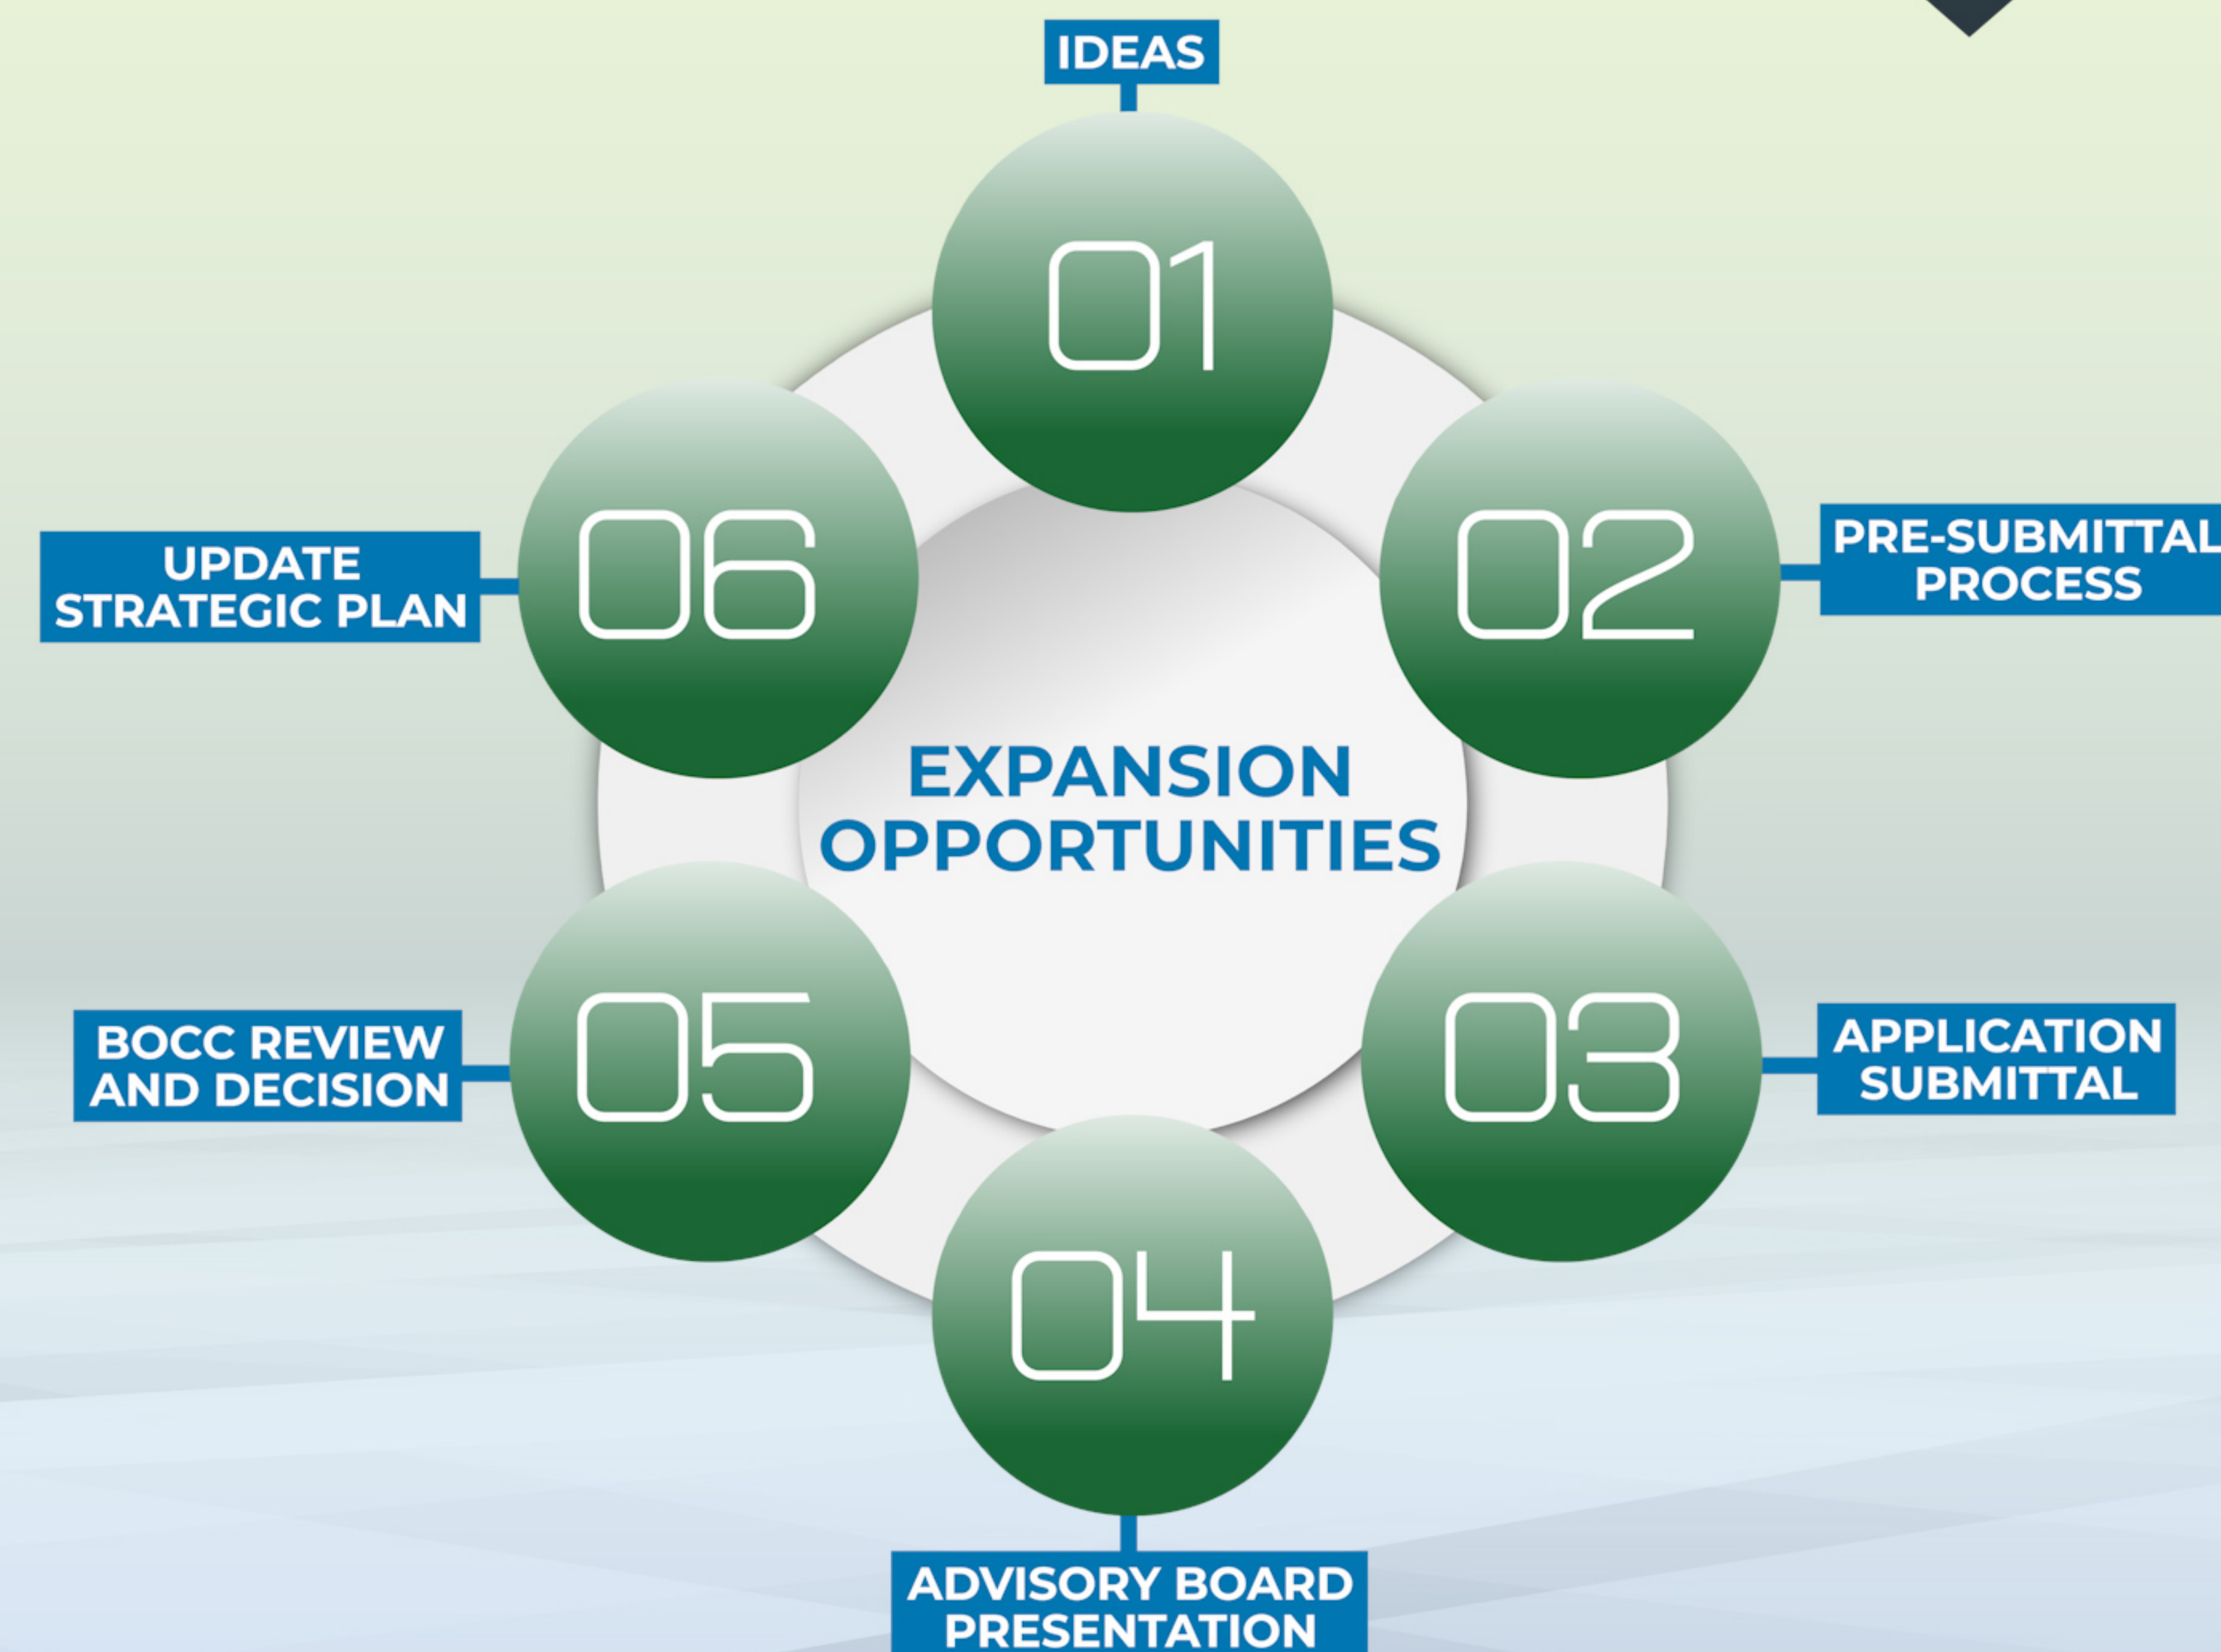 IDEAS
01
02
PRE-SUBMITTAL
PROCESS
03
APPLICATION
SUBMITTAL
04
ADVISORY BOARD
PRESENTATION
05
BOCC REVIEW
AND DECISION
06
UPDATE
STRATEGIC PLAN
EXPANSION
OPPORTUNITIES